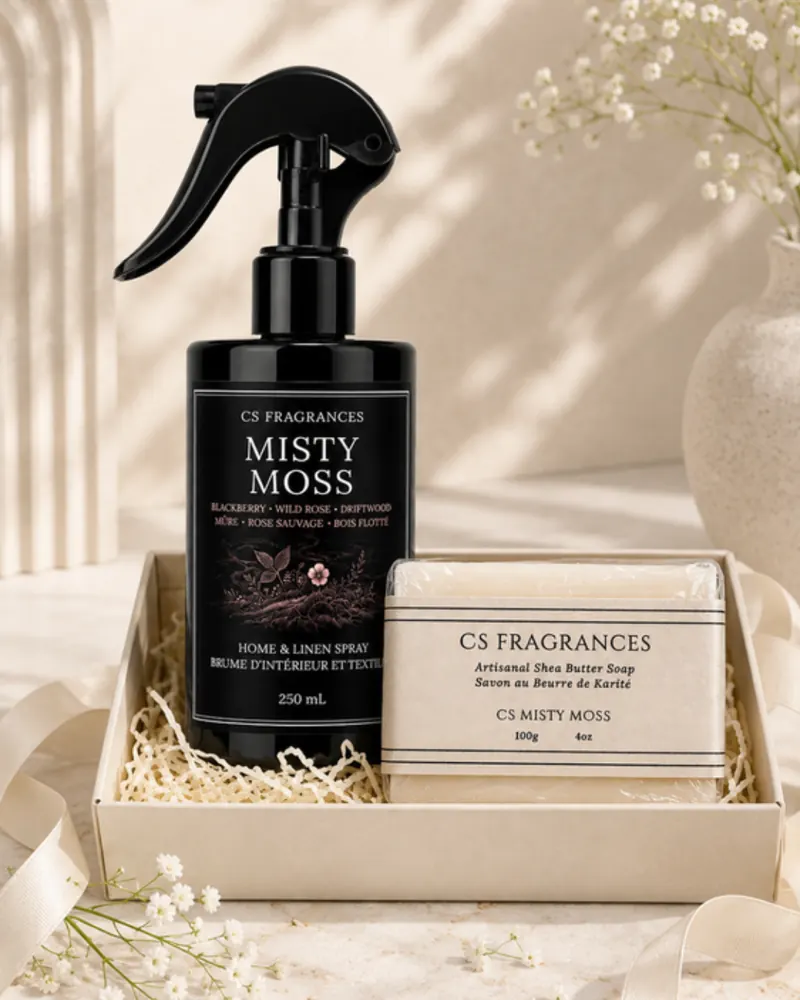 CS FRAGRANCES
MISTY
MOSS
BLACKBERRY • WILD ROSE • DRIFTWOOD
MÛRE • ROSE SAUVAGE • BOIS FLOTTÉ
HOME & LINEN SPRAY
BRUME D'INTÉRIEUR ET TEXTIL
250 mL
CS FRAGRANCES
Artisanal Shea Butter Soap
Savon au Beurre de Karité
CS MISTY MOSS
100g 4oz